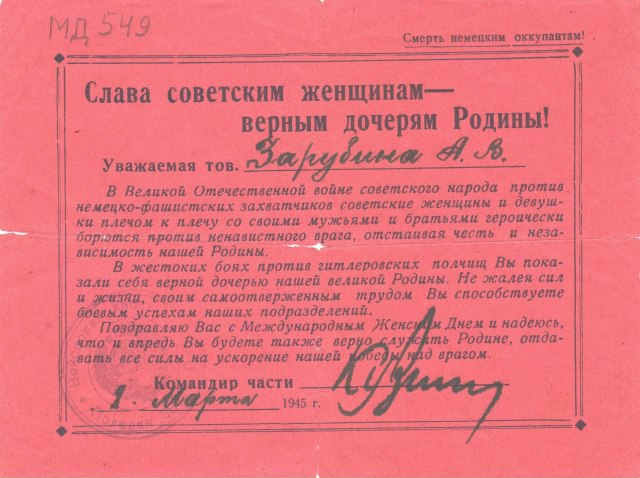 МД 549
Смерть немецким оккупантам!
Слава советским женщинам—
верным дочерям Родины!
Уважаемая тов. Зарубина А. В.
В Великой Отечественной войне советского народа против
немецко-фашистских захватчиков советские женщины и девуш-
ки плечом к плечу со своими мужьями и братьями героически
борются против ненавистного врага, отстаивая честь и неза-
висимость нашей Родины.
В жестоких боях против гитлеровских полчищ Вы пока-
зали себя верной дочерью нашей великой Родины. Не жалея сил
и жизни, своим самоотверженным трудом Вы способствуете
боевым успехам наших подразделений.
Поздравляю Вас с Международным Женским Днем и надеюсь,
что и впредь Вы будете также верно служить Родине, отда-
вать все силы на ускорение нашей победы над врагом.
Командир части
Марта 1945 г.
Полевая